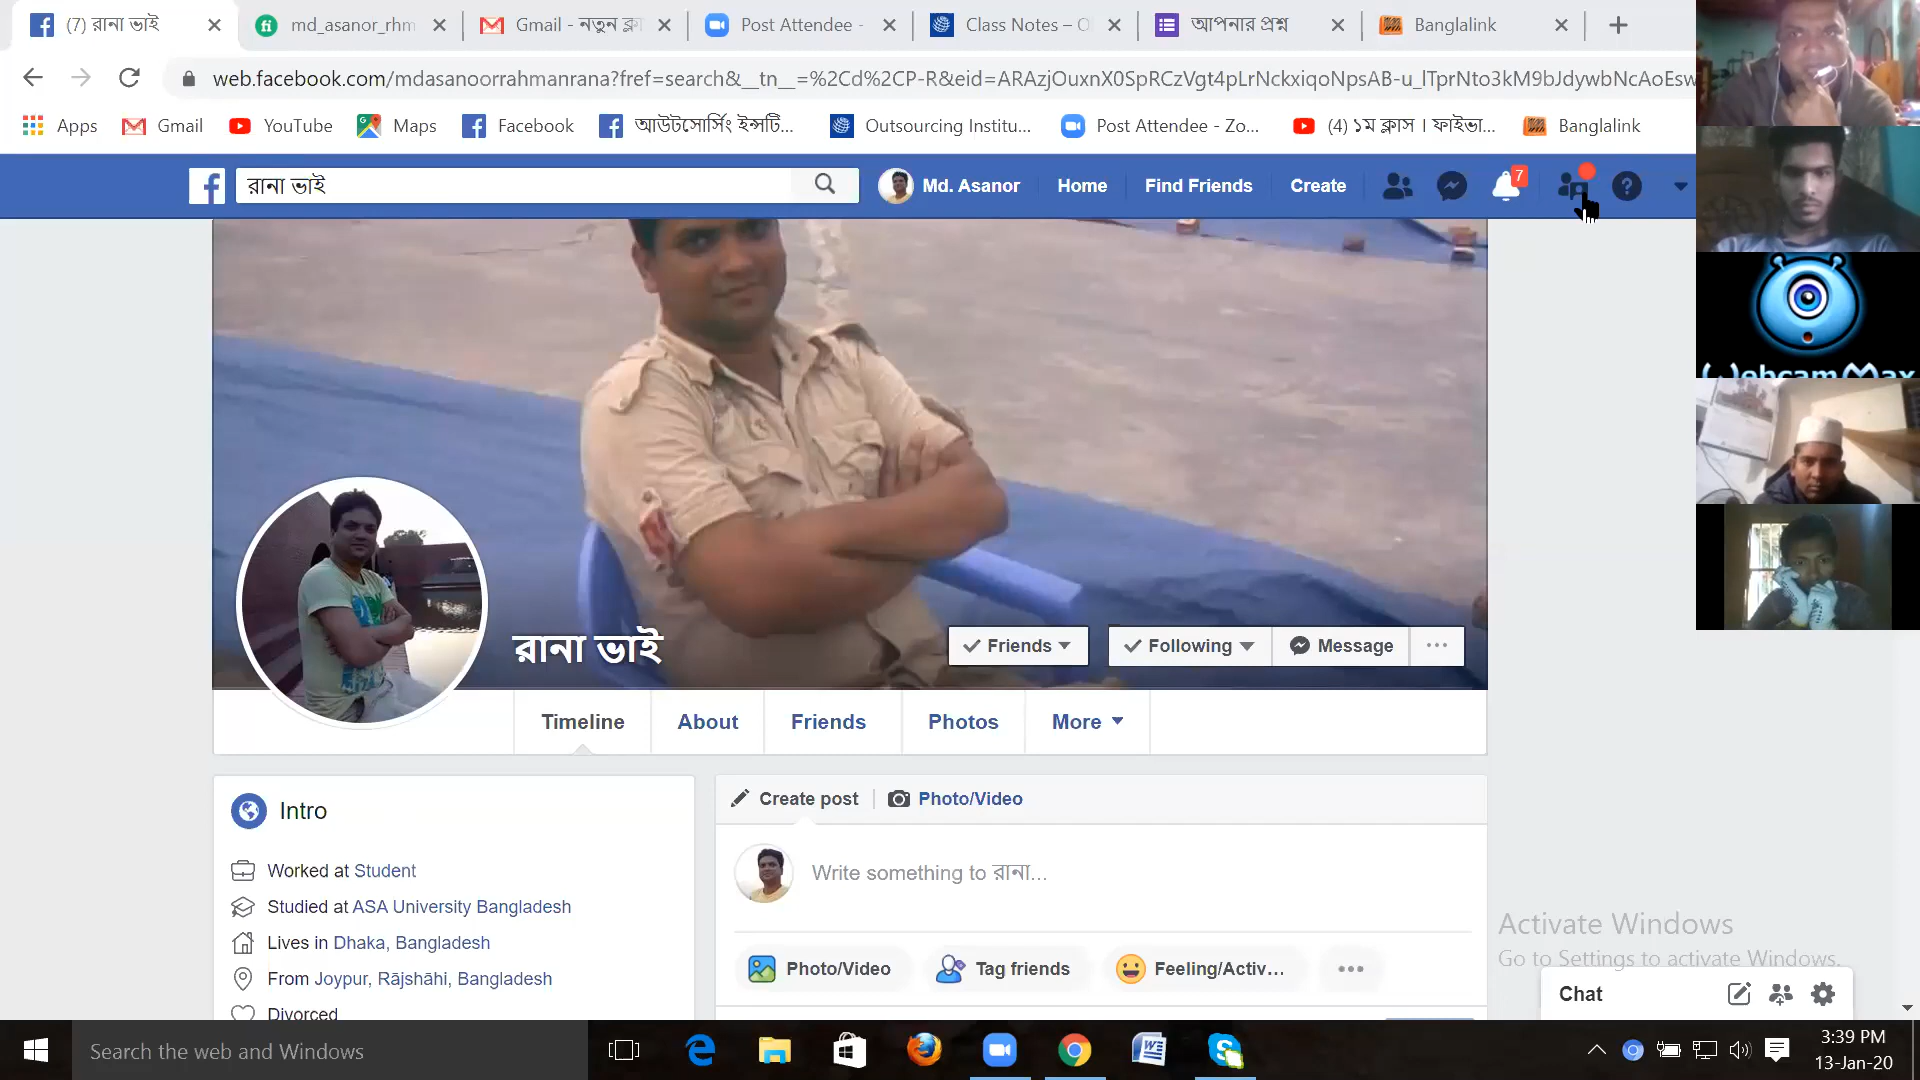 (7) রানা ভাই
md_asanor_rhm
Gmail - নতুন ক্লা
Post Attendee -
Class Notes – O
আপনার প্রশ্ন
Banglalink
web.facebook.com/mdasanoorrahmanrana?fref=search&__tn__=%2Cd%2CP-R&eid=ARAzjOuxnX0SpRCzVgt4pLrNckxiqoNpsAB-u_lTprNto3kM9bJdywbNcAoEsw
Apps
Gmail
YouTube
Maps
Facebook
আউটসোর্সিং ইন্সটি...
Outsourcing Institu...
Post Attendee - Zo...
(4) ১ম ক্লাস । ফাইভা...
Banglalink
রানা ভাই
Md. Asanor
Home
Find Friends
Create
7
WebcamMax
রানা ভাই
Friends
Following
Message
Timeline
About
Friends
Photos
More
Intro
Worked at Student
Studied at ASA University Bangladesh
Lives in Dhaka, Bangladesh
From Joypur, Rājshāhi, Bangladesh
Divorced
Create post
Photo/Video
Write something to রানা...
Photo/Video
Tag friends
Feeling/Activ...
Activate Windows
Go to Settings to activate Windows.
Chat
Search the web and Windows
3:39 PM
13-Jan-20